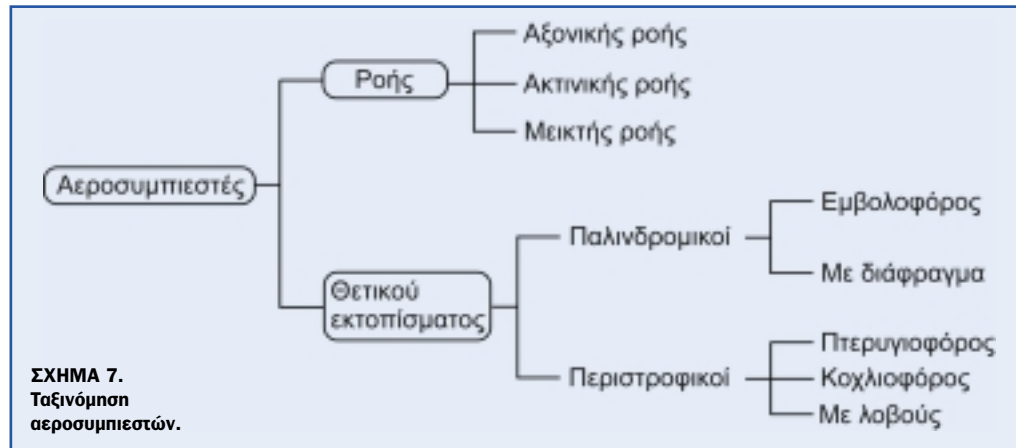 Αεροσυμπιεστές
Ροής
Αξονικής ροής
Ακτινικής ροής
Μεικτής ροής
Θετικού
εκτοπίσματος
Παλινδρομικοί
Εμβολοφόρος
Με διάφραγμα
Περιστροφικοί
Πτερυγιοφόρος
Κοχλιοφόρος
Με λοβούς
ΣΧΗΜΑ 7.
Ταξινόμηση
αεροσυμπιεστών.